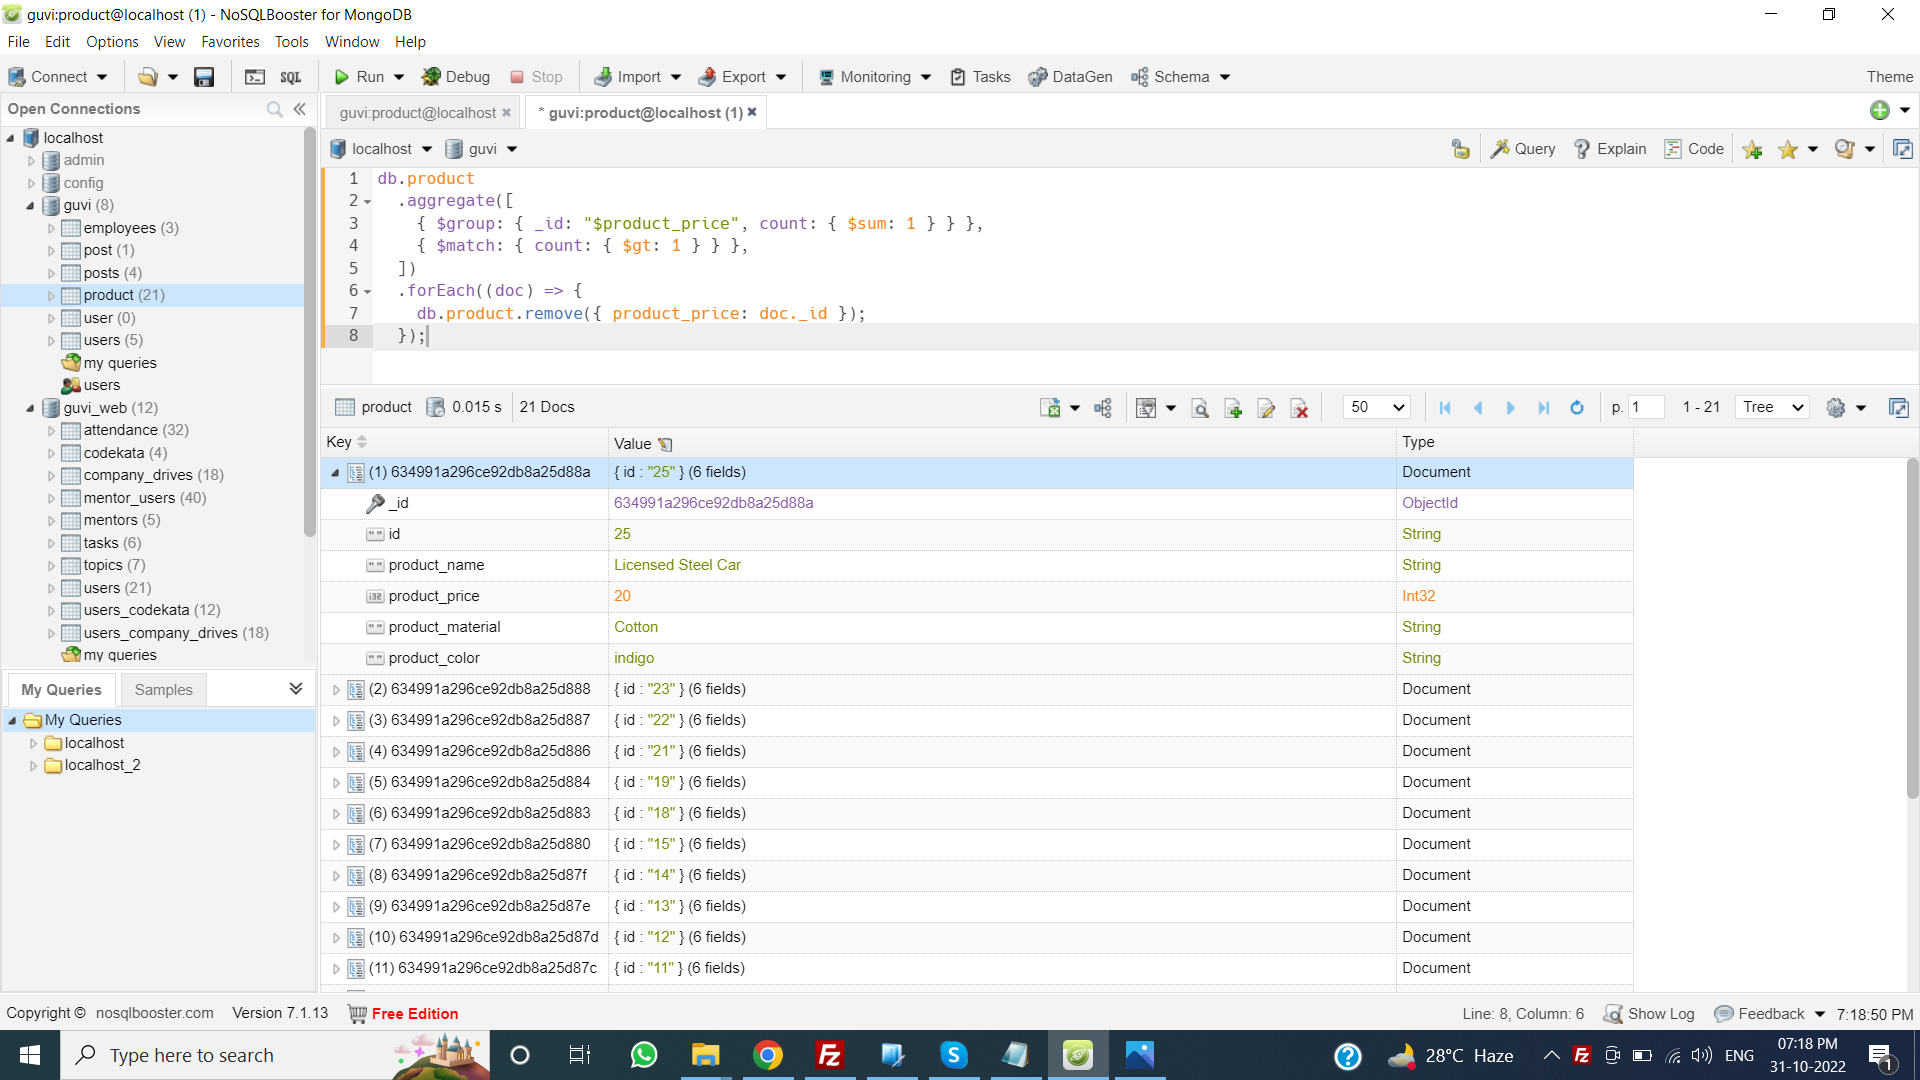 guvi:product@localhost (1) - NoSQLBooster for MongoDB
File Edit Options View Favorites Tools Window Help
Connect SQL Run Debug Stop Import Export Monitoring Tasks DataGen Schema Theme
Open Connections
guvi:product@localhost * guvi:product@localhost (1)
localhost
admin
config
guvi (8)
employees (3)
post (1)
posts (4)
product (21)
user (0)
users (5)
my queries
users
guvi_web (12)
attendance (32)
codekata (4)
company_drives (18)
mentor_users (40)
mentors (5)
tasks (6)
topics (7)
users (21)
users_codekata (12)
users_company_drives (18)
my queries
My Queries Samples
My Queries
localhost
localhost_2
localhost guvi Query Explain Code
1 db.product
2 .aggregate([
3 { $group: { _id: "$product_price", count: { $sum: 1 } } },
4 { $match: { count: { $gt: 1 } } },
5 ])
6 .forEach((doc) => {
7 db.product.remove({ product_price: doc._id });
8 });
product 0.015 s 21 Docs 50 p. 1 1 - 21 Tree
Key Value Type
(1) 634991a296ce92db8a25d88a { id : "25" } (6 fields) Document
_id 634991a296ce92db8a25d88a ObjectId
id 25 String
product_name Licensed Steel Car String
product_price 20 Int32
product_material Cotton String
product_color indigo String
(2) 634991a296ce92db8a25d888 { id : "23" } (6 fields) Document
(3) 634991a296ce92db8a25d887 { id : "22" } (6 fields) Document
(4) 634991a296ce92db8a25d886 { id : "21" } (6 fields) Document
(5) 634991a296ce92db8a25d884 { id : "19" } (6 fields) Document
(6) 634991a296ce92db8a25d883 { id : "18" } (6 fields) Document
(7) 634991a296ce92db8a25d880 { id : "15" } (6 fields) Document
(8) 634991a296ce92db8a25d87f { id : "14" } (6 fields) Document
(9) 634991a296ce92db8a25d87e { id : "13" } (6 fields) Document
(10) 634991a296ce92db8a25d87d { id : "12" } (6 fields) Document
(11) 634991a296ce92db8a25d87c { id : "11" } (6 fields) Document
Copyright © nosqlbooster.com Version 7.1.13 Free Edition Line: 8, Column: 6 Show Log Feedback 7:18:50 PM
Type here to search 28°C Haze ENG 07:18 PM
31-10-2022
1